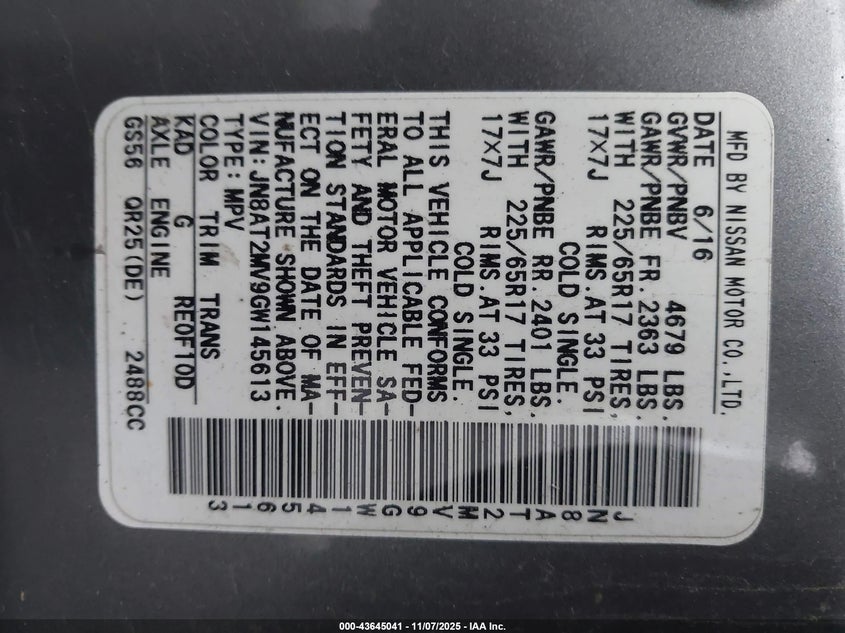 MFD BY NISSAN MOTOR CO.,LTD.
DATE 6/16
GVWR/PNBV 4679 LBS.
GAWR/PNBE FR. 2363 LBS.
WITH 225/65R17 TIRES,
17X7J RIMS.AT 33 PSI
COLD SINGLE.
GAWR/PNBE RR. 2401 LBS.
WITH 225/65R17 TIRES,
17X7J RIMS.AT 33 PSI
COLD SINGLE.
THIS VEHICLE CONFORMS
TO ALL APPLICABLE FED-
ERAL MOTOR VEHICLE SA-
FETY AND THEFT PREVEN-
TION STANDARDS IN EFF-
ECT ON THE DATE OF MA-
NUFACTURE SHOWN ABOVE.
VIN: JN8AT2MV9GW145613
TYPE: MPV
COLOR TRIM TRANS
KAD G RE0F10D
AXLE ENGINE
GS56 QR25(DE) 2488CC
JN8AT2MV9GW145613
000-43645041 - 11/07/2025 - IAA Inc.